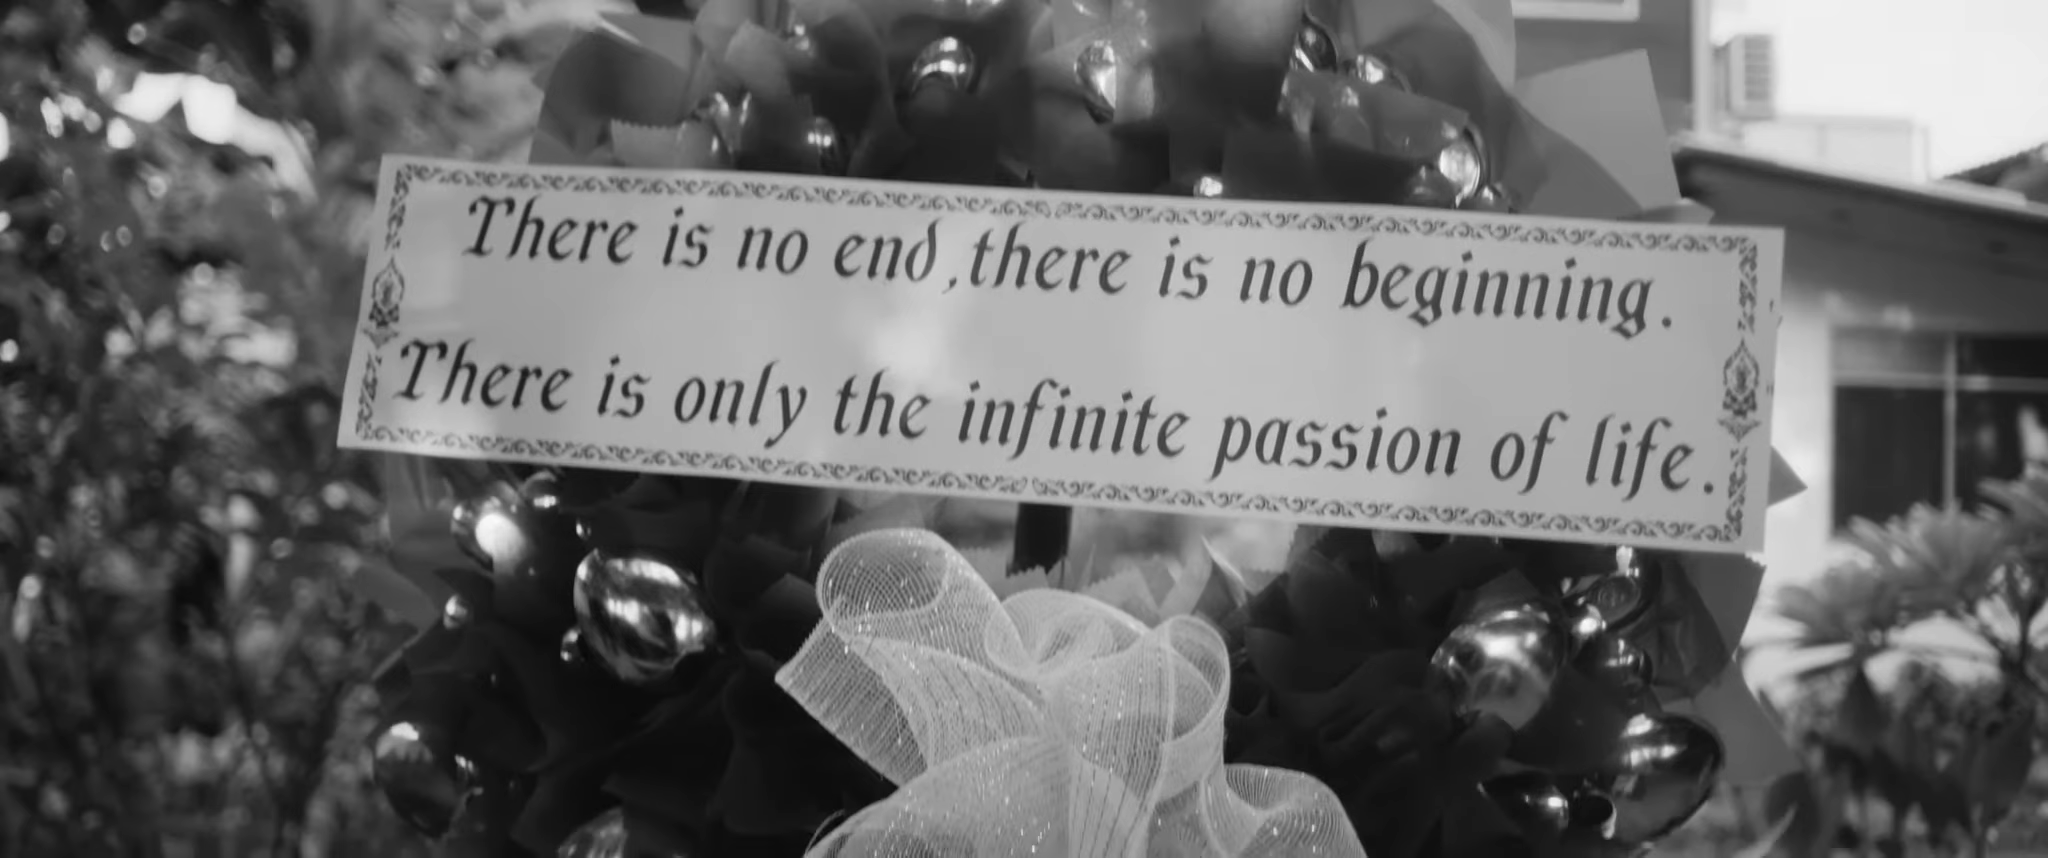 There is no end ,there is no beginning.
There is only the infinite passion of life.